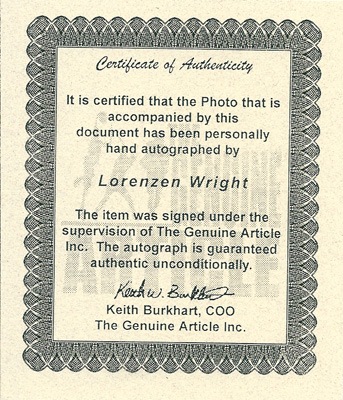 Certificate of Authenticity
It is certified that the Photo that is
accompanied by this
document has been personally
hand autographed by
Lorenzen Wright
The item was signed under the
supervision of The Genuine Article
Inc. The autograph is guaranteed
authentic unconditionally.
Keith W. Burkhart
Keith Burkhart, COO
The Genuine Article Inc.